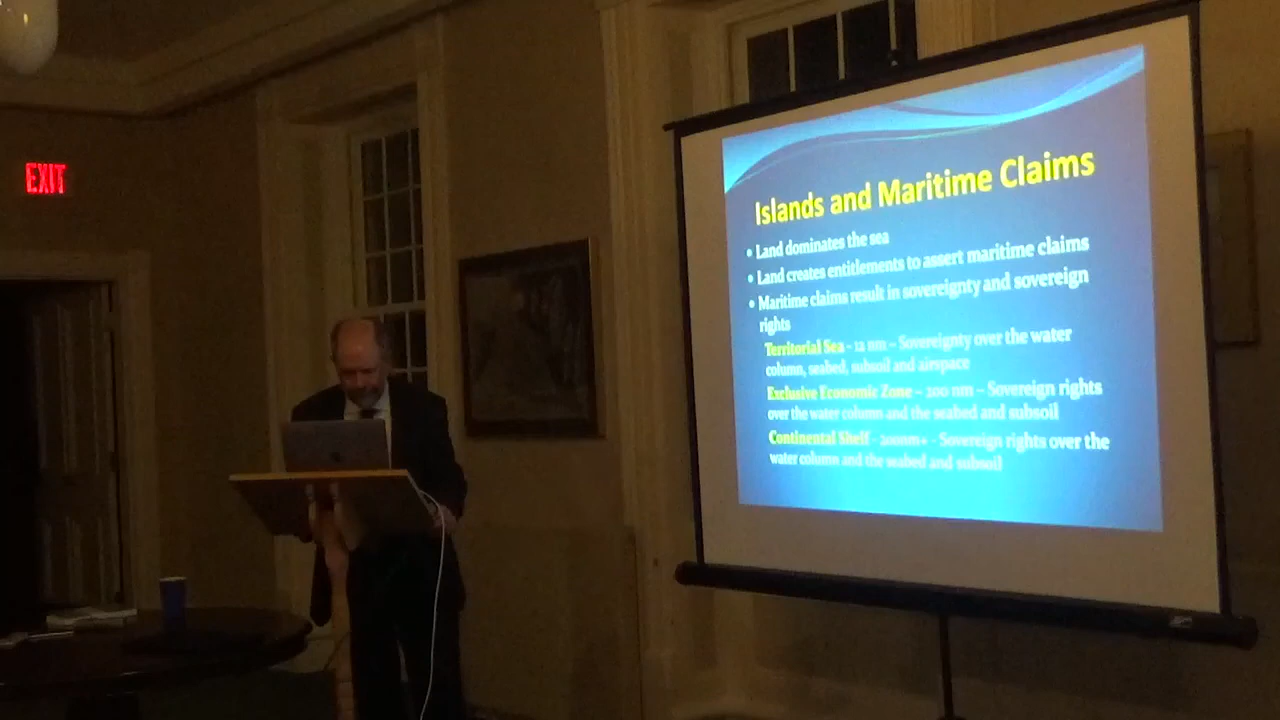 EXIT
Islands and Maritime Claims
• Land dominates the sea
• Land creates entitlements to assert maritime claims
• Maritime claims result in sovereignty and sovereign
rights
Territorial Sea - 12 nm – Sovereignty over the water
column, seabed, subsoil and airspace
Exclusive Economic Zone – 200 nm – Sovereign rights
over the water column and the seabed and subsoil
Continental Shelf - 200nm+ - Sovereign rights over the
water column and the seabed and subsoil